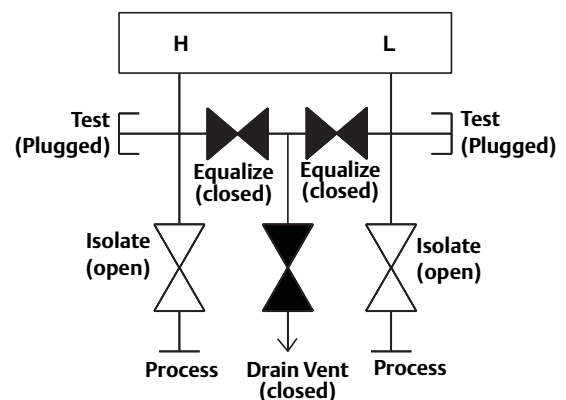 H
L
Test
(Plugged)
Test
(Plugged)
Equalize
(closed)
Equalize
(closed)
Isolate
(open)
Isolate
(open)
Process
Drain Vent
(closed)
Process